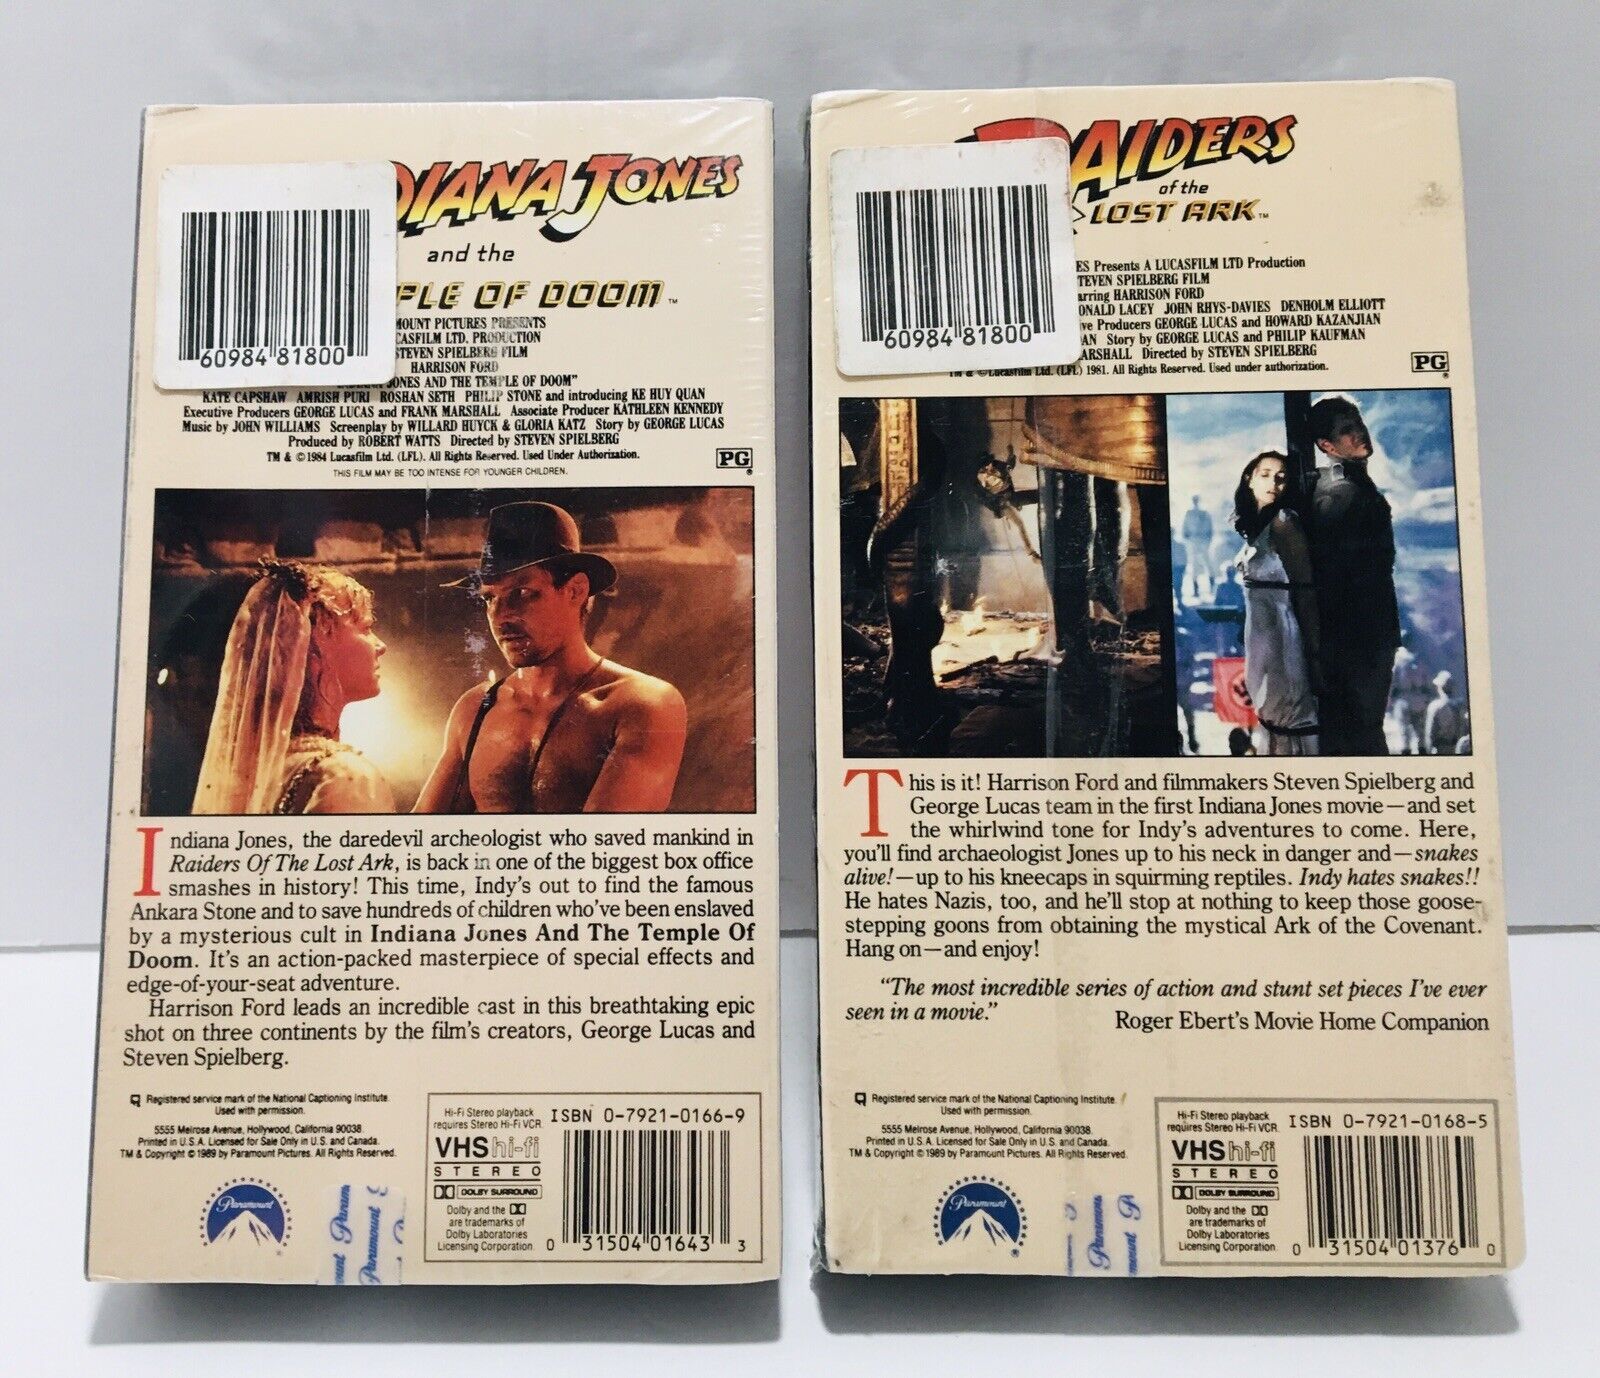 DIANA JONES
and the
PLE OF DOOM™
60984 81800
MOUNT PICTURES PRESENTS
CASFILM LTD. PRODUCTION
STEVEN SPIELBERG FILM
HARRISON FORD
JONES AND THE TEMPLE OF DOOM"
KATE CAPSHAW AMRISH PURI ROSHAN SETH PHILIP STONE and introducing KE HUY QUAN
Executive Producers GEORGE LUCAS and FRANK MARSHALL Associate Producer KATHLEEN KENNEDY
Music by JOHN WILLIAMS Screenplay by WILLARD HUYCK & GLORIA KATZ Story by GEORGE LUCAS
Produced by ROBERT WATTS Directed by STEVEN SPIELBERG
TM & ©1984 Lucasfilm Ltd. (LFL). All Rights Reserved. Used Under Authorization.
PG
THIS FILM MAY BE TOO INTENSE FOR YOUNGER CHILDREN.
Indiana Jones, the daredevil archeologist who saved mankind in
Raiders Of The Lost Ark, is back in one of the biggest box office
smashes in history! This time, Indy's out to find the famous
Ankara Stone and to save hundreds of children who've been enslaved
by a mysterious cult in Indiana Jones And The Temple Of
Doom. It's an action-packed masterpiece of special effects and
edge-of-your-seat adventure.
Harrison Ford leads an incredible cast in this breathtaking epic
shot on three continents by the film's creators, George Lucas and
Steven Spielberg.
Registered service mark of the National Captioning Institute.
Used with permission.
5555 Melrose Avenue, Hollywood, California 90038
Printed in U.S.A. Licensed for Sale Only in U.S. and Canada.
TM & Copyright © 1989 by Paramount Pictures. All Rights Reserved.
Paramount
Paramount
Hi-Fi Stereo playback
requires Stereo Hi-Fi VCR.
VHS hi-fi
STEREO
DOLBY SURROUND
Dolby and the
are trademarks of
Dolby Laboratories
Licensing Corporation.
ISBN 0-7921-0166-9
0 31504 01643 3
RAIDERS
of the
LOST ARK™
60984 81800
ES Presents A LUCASFILM LTD Production
TEVEN SPIELBERG FILM
arring HARRISON FORD
ONALD LACEY JOHN RHYS-DAVIES DENHOLM ELLIOTT
ive Producers GEORGE LUCAS and HOWARD KAZANJIAN
DAN Story by GEORGE LUCAS and PHILIP KAUFMAN
MARSHALL Directed by STEVEN SPIELBERG
TM & © Lucasfilm Ltd. (LFL) 1981. All Rights Reserved. Used under authorization.
PG
This is it! Harrison Ford and filmmakers Steven Spielberg and
George Lucas team in the first Indiana Jones movie—and set
the whirlwind tone for Indy's adventures to come. Here,
you'll find archaeologist Jones up to his neck in danger and—snakes
alive!—up to his kneecaps in squirming reptiles. Indy hates snakes!!
He hates Nazis, too, and he'll stop at nothing to keep those goose-
stepping goons from obtaining the mystical Ark of the Covenant.
Hang on—and enjoy!
"The most incredible series of action and stunt set pieces I've ever
seen in a movie."
Roger Ebert's Movie Home Companion
Registered service mark of the National Captioning Institute.
Used with permission.
5555 Melrose Avenue, Hollywood, California 90038.
Printed in U.S.A. Licensed for Sale Only in U.S. and Canada.
TM & Copyright © 1989 by Paramount Pictures. All Rights Reserved.
Paramount
Hi-Fi Stereo playback
requires Stereo Hi-Fi VCR.
VHS hi-fi
STEREO
DOLBY SURROUND
Dolby and the
are trademarks of
Dolby Laboratories
Licensing Corporation.
ISBN 0-7921-0168-5
0 31504 01376 0